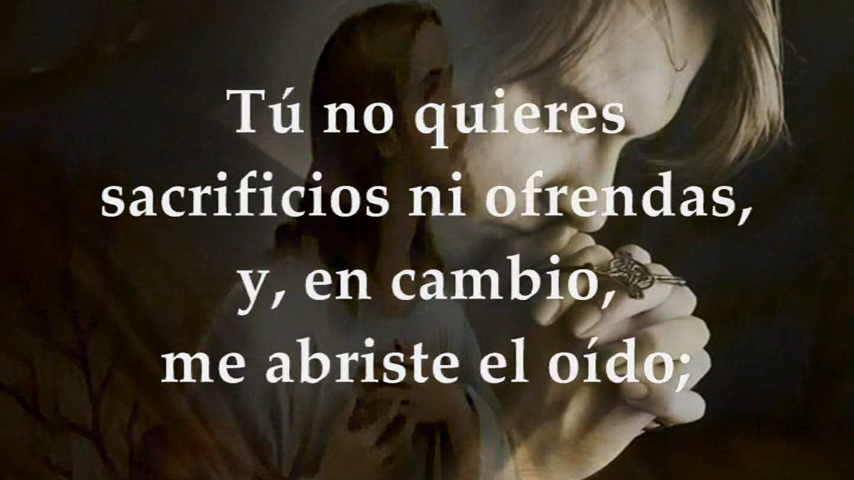 Tú no quieres
sacrificios ni ofrendas,
y, en cambio,
me abriste el oído;